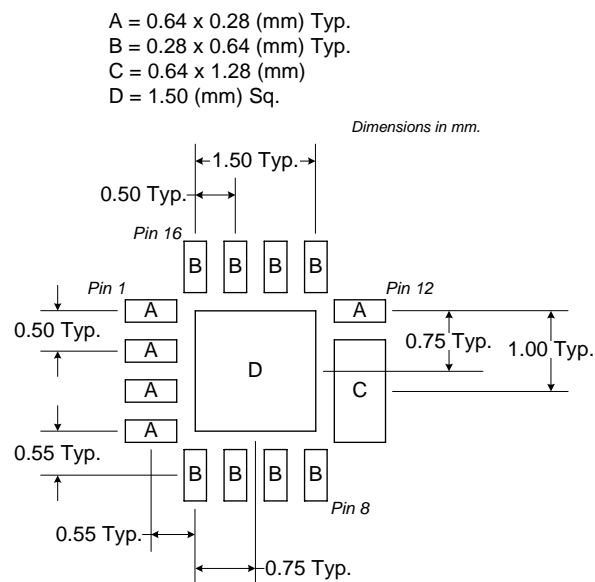 A = 0.64 x 0.28 (mm) Typ.
B = 0.28 x 0.64 (mm) Typ.
C = 0.64 x 1.28 (mm)
D = 1.50 (mm) Sq.
Dimensions in mm.
1.50 Typ.
0.50 Typ.
Pin 16
B B B B
Pin 1
Pin 12
A
A
0.50 Typ.
0.75 Typ.
1.00 Typ.
A
D
C
A
A
0.55 Typ.
B B B B
Pin 8
0.55 Typ.
0.75 Typ.